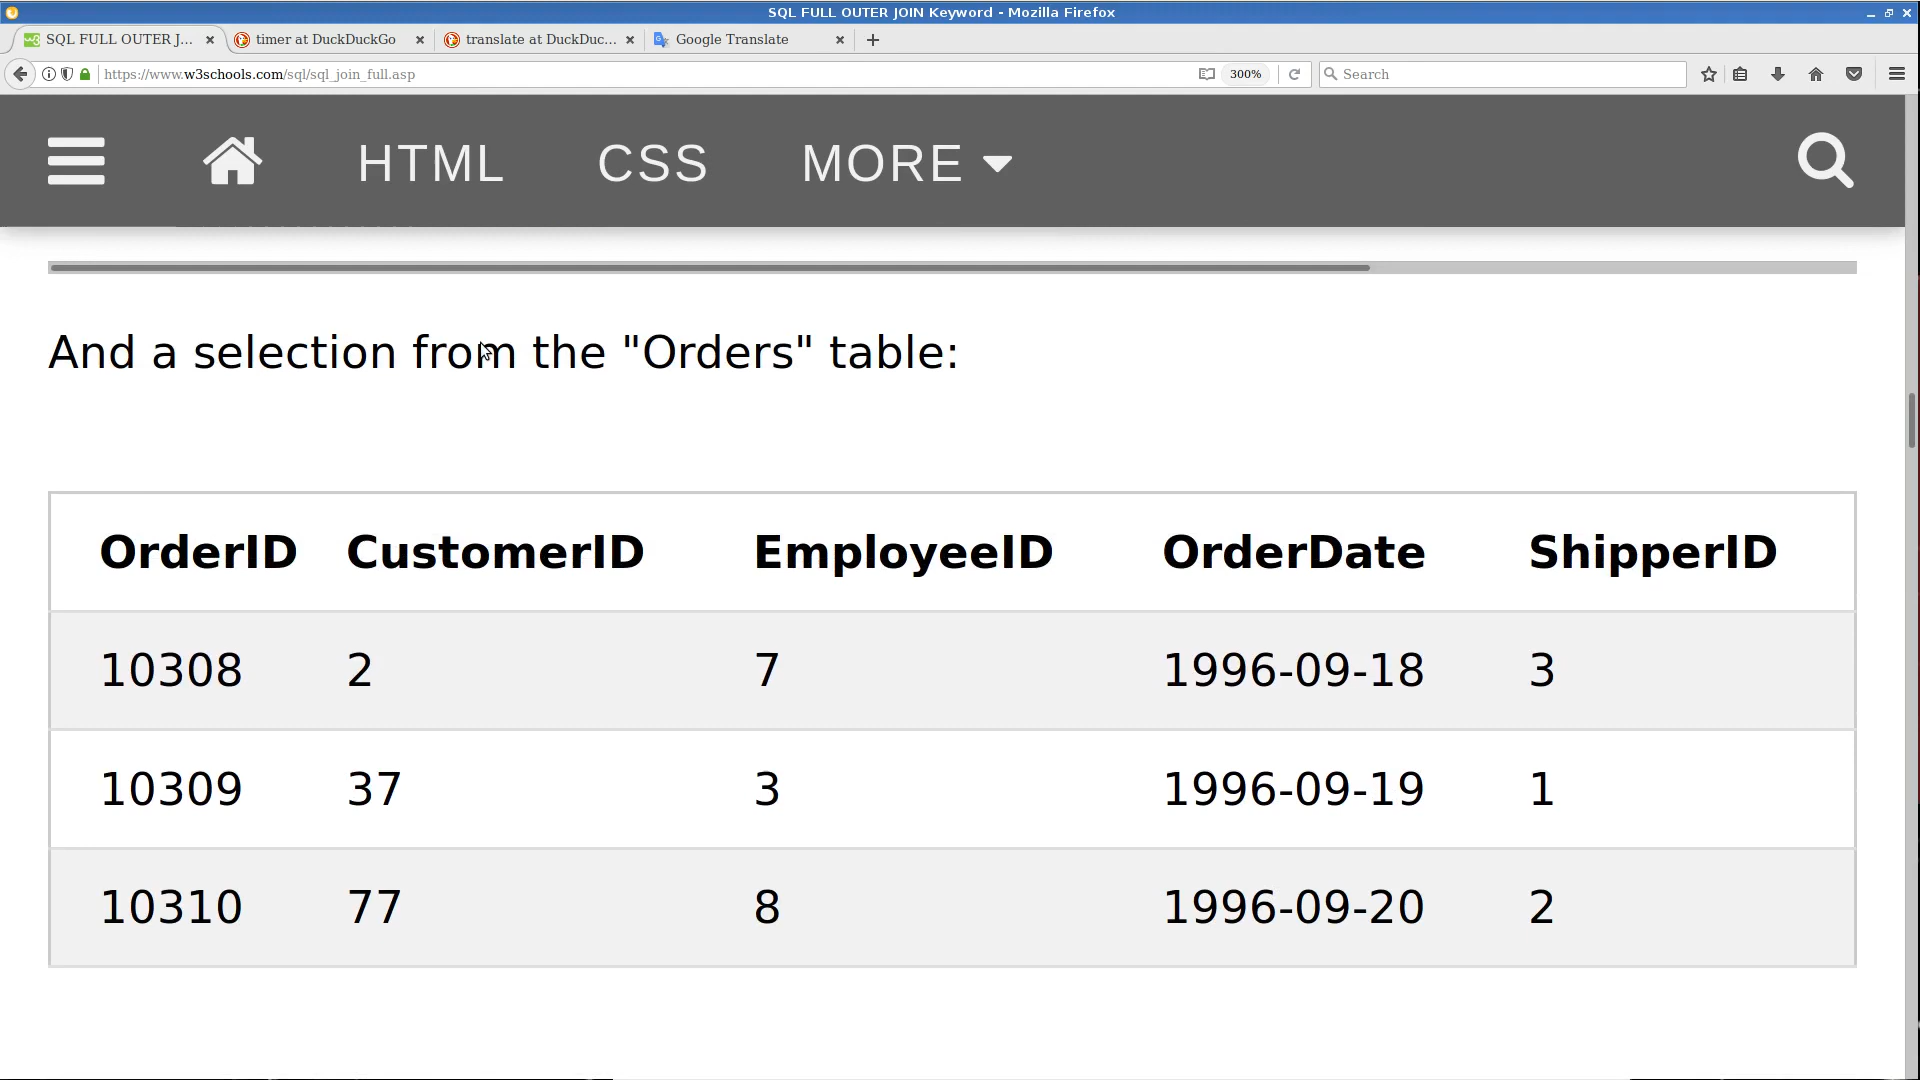 SQL FULL OUTER JOIN Keyword - Mozilla Firefox
SQL FULL OUTER J...
timer at DuckDuckGo
translate at DuckDuc...
Google Translate
https://www.w3schools.com/sql/sql_join_full.asp
300%
Search
HTML CSS MORE
And a selection from the "Orders" table:
OrderID CustomerID EmployeeID OrderDate ShipperID
10308 2 7 1996-09-18 3
10309 37 3 1996-09-19 1
10310 77 8 1996-09-20 2